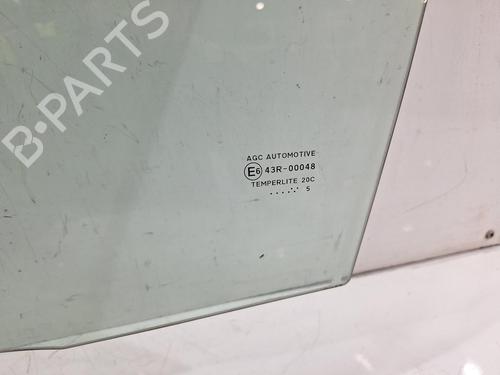 B-PARTS
AGC AUTOMOTIVE
E6 43R-00048
TEMPERLITE 20C
......∵ 5